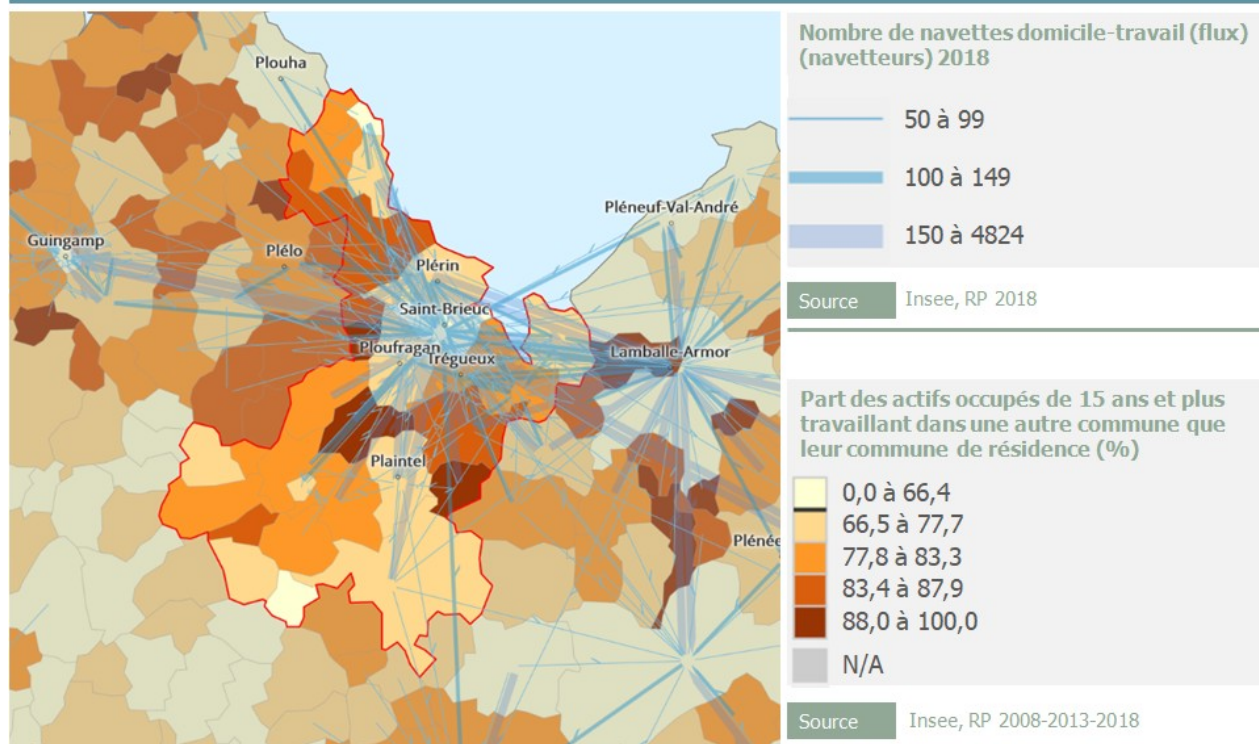 Plouha
Pléneuf-Val-André
Guingamp
Plélo
Plérin
Saint-Brieuc
Ploufragan
Trégueux
Lamballe-Armor
Plaintel
Plénée
Nombre de navettes domicile-travail (flux)
(navetteurs) 2018
50 à 99
100 à 149
150 à 4824
Source Insee, RP 2018
Part des actifs occupés de 15 ans et plus
travaillant dans une autre commune que
leur commune de résidence (%)
0,0 à 66,4
66,5 à 77,7
77,8 à 83,3
83,4 à 87,9
88,0 à 100,0
N/A
Source Insee, RP 2008-2013-2018